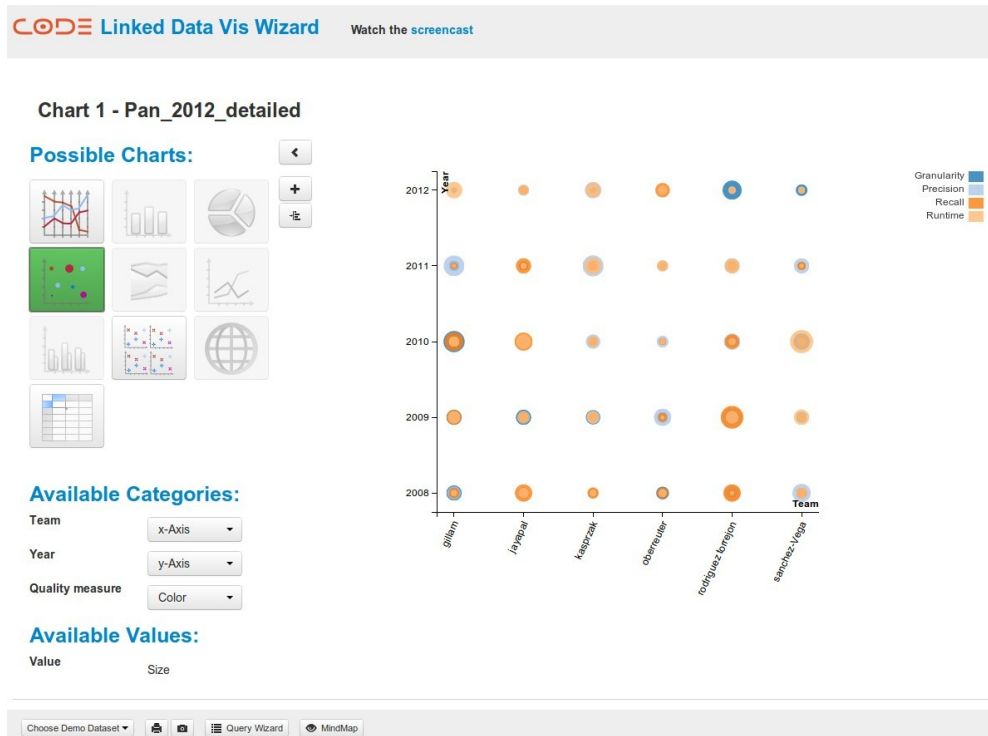 CODE Linked Data Vis Wizard Watch the screencast
Chart 1 - Pan_2012_detailed
Possible Charts:
Available Categories:
Team x-Axis
Year y-Axis
Quality measure Color
Available Values:
Value Size
Year
2012
2011
2010
2009
2008
Team
gillam
jayapal
kasprzak
oberreuter
rodriguez torrejon
sanchez-Vega
Granularity
Precision
Recall
Runtime
Choose Demo Dataset Query Wizard MindMap